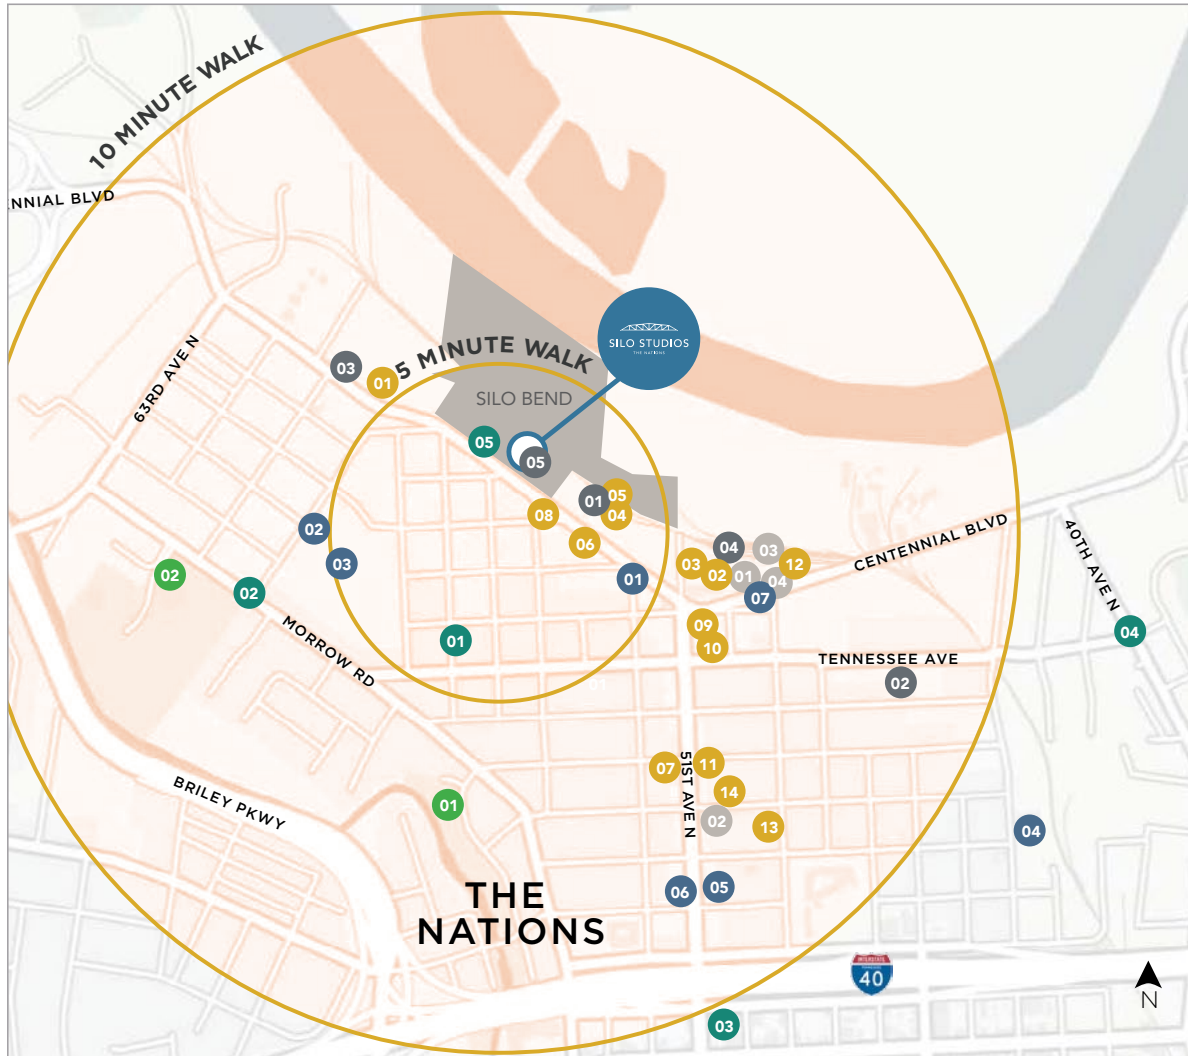 10 MINUTE WALK
ENNIAL BLVD
63RD AVE N
5 MINUTE WALK
SILO STUDIOS
THE NATIONS
SILO BEND
03
01
05
05
01
05
04
08
06
02
03
01
02
02
01
MORROW RD
04
03
03
02
01
04
12
07
CENTENNIAL BLVD
40TH AVE N
04
09
10
TENNESSEE AVE
02
01
07
51ST AVE N
11
14
02
13
04
BRILEY PKWY
01
06
05
THE
NATIONS
INTERSTATE
40
N
03